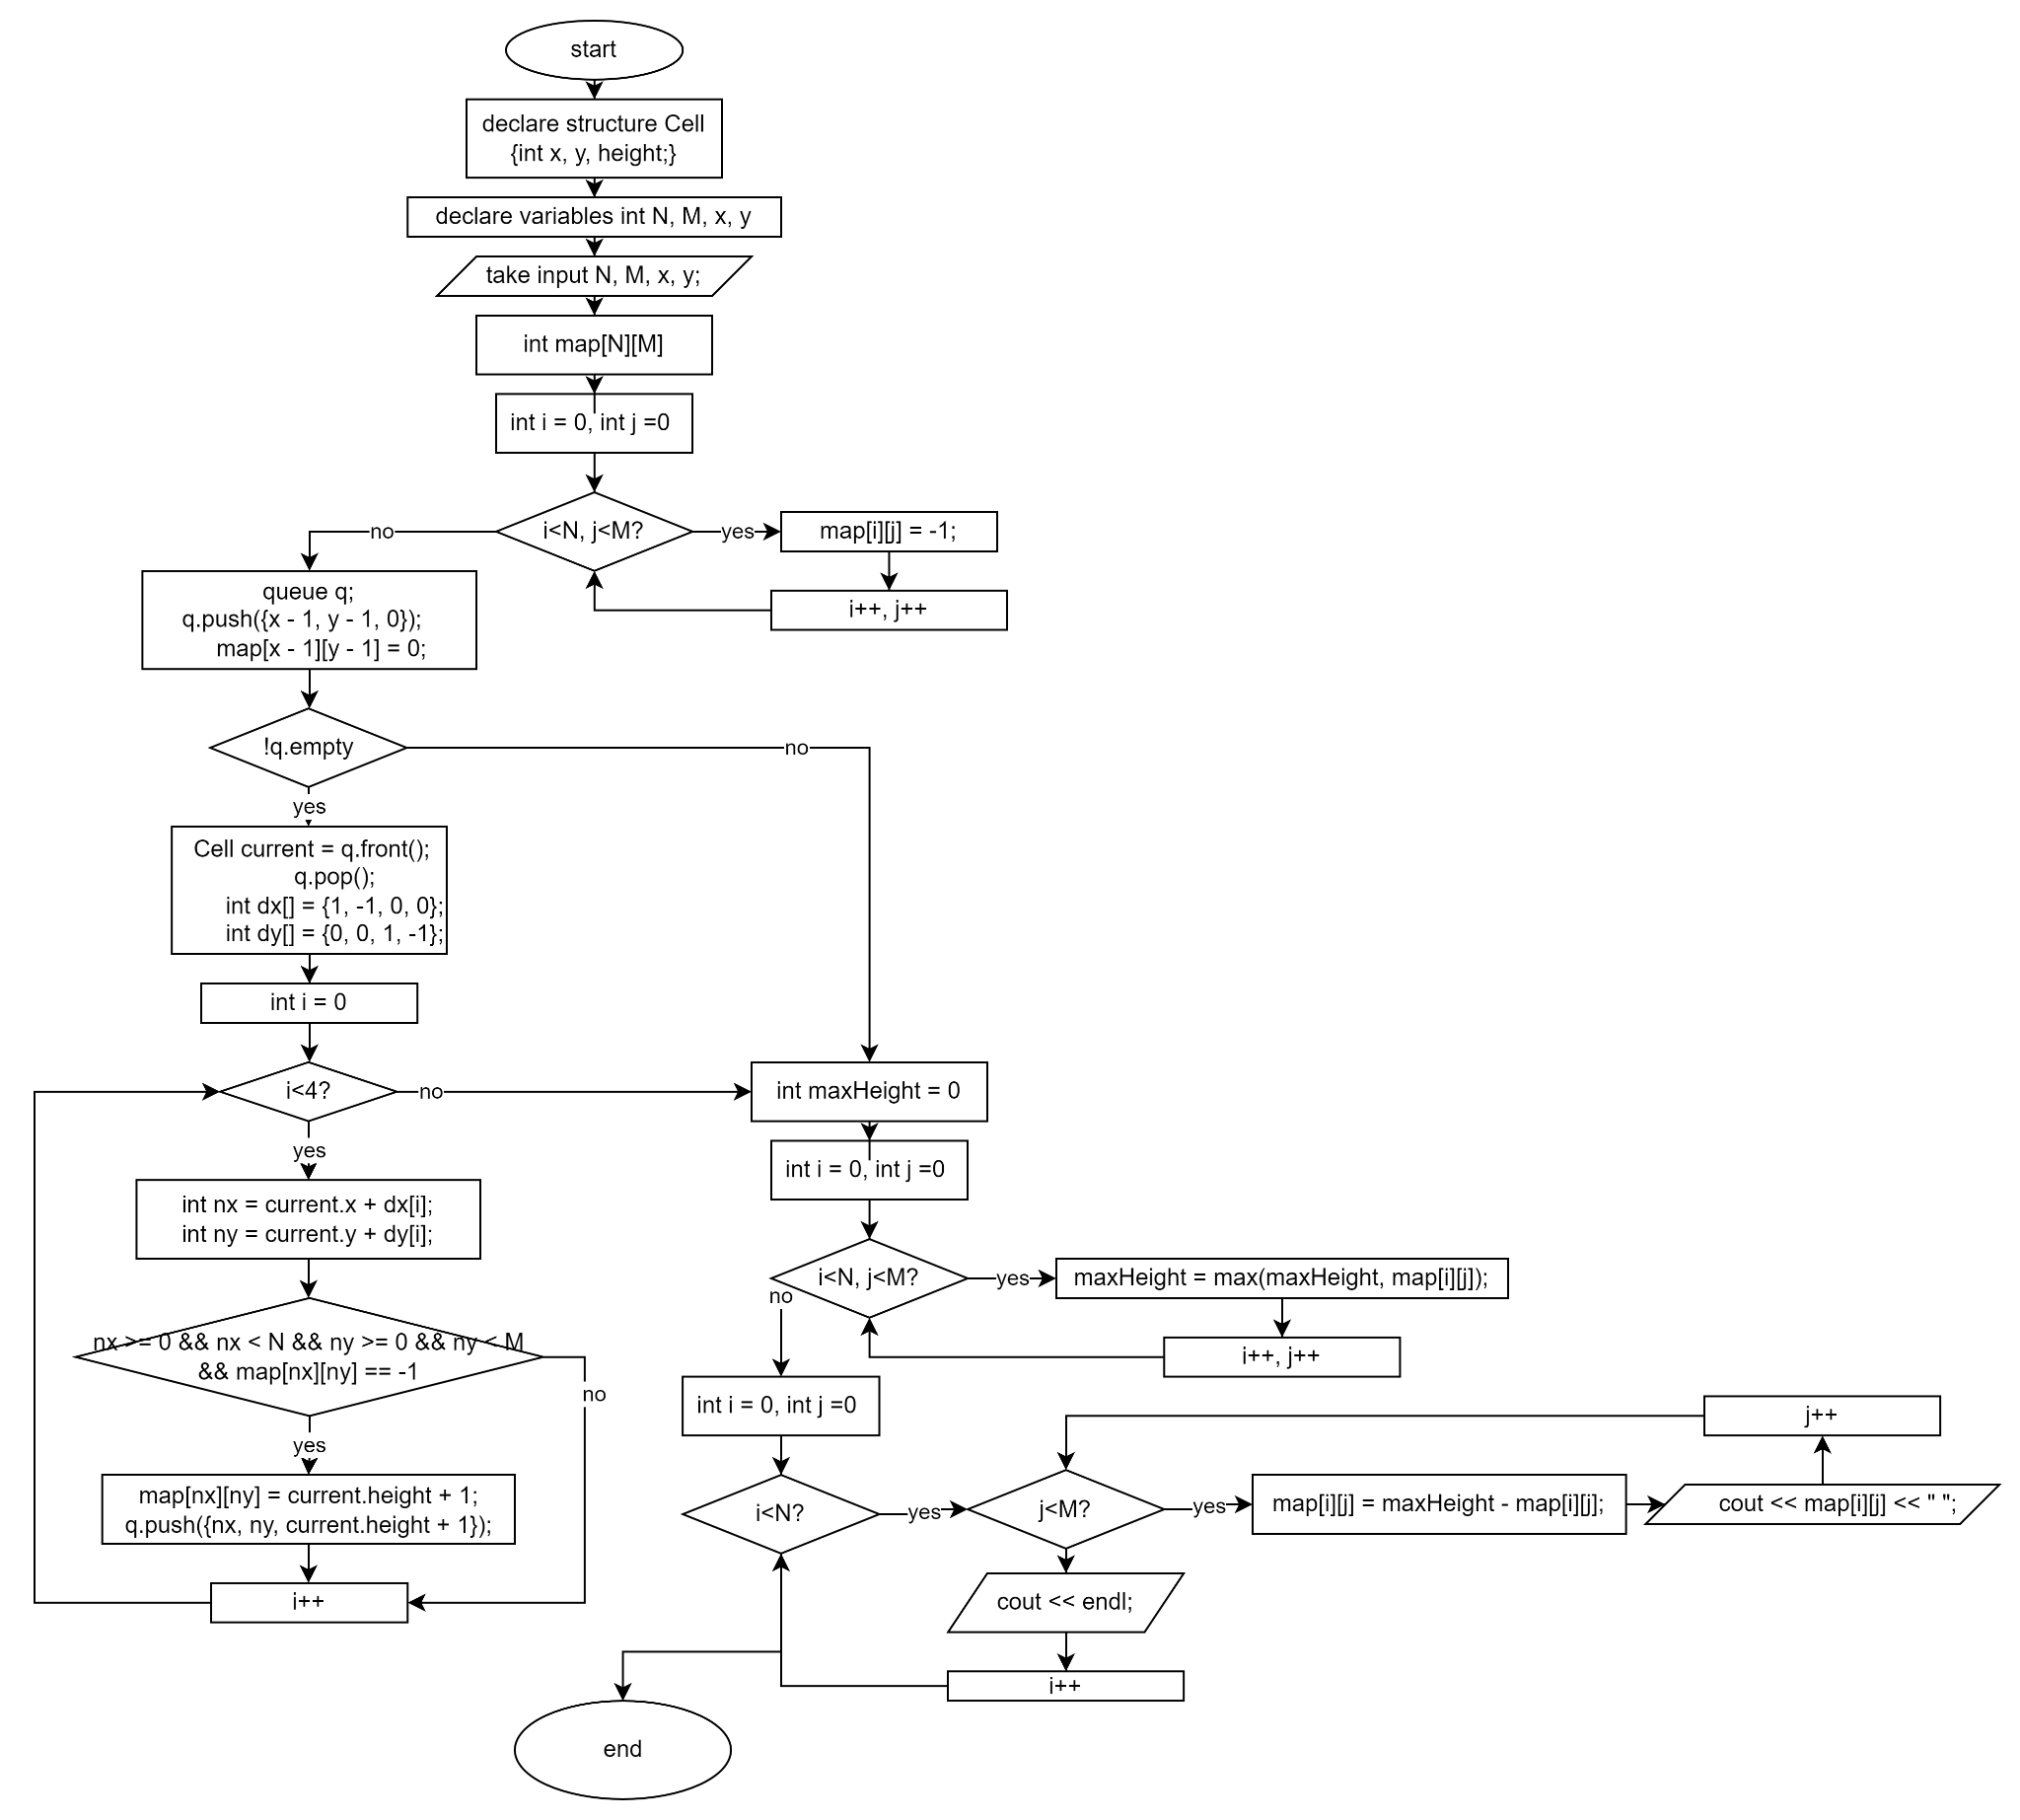 start
declare structure Cell
{int x, y, height;}
declare variables int N, M, x, y
take input N, M, x, y;
int map[N][M]
int i = 0, int j =0
i<N, j<M?
yes
map[i][j] = -1;
i++, j++
no
queue q;
q.push({x - 1, y - 1, 0});
map[x - 1][y - 1] = 0;
!q.empty
no
yes
Cell current = q.front();
q.pop();
int dx[] = {1, -1, 0, 0};
int dy[] = {0, 0, 1, -1};
int i = 0
i<4?
no
yes
int nx = current.x + dx[i];
int ny = current.y + dy[i];
nx >= 0 && nx < N && ny >= 0 && ny < M
&& map[nx][ny] == -1
no
yes
map[nx][ny] = current.height + 1;
q.push({nx, ny, current.height + 1});
i++
int maxHeight = 0
int i = 0, int j =0
i<N, j<M?
yes
maxHeight = max(maxHeight, map[i][j]);
i++, j++
no
int i = 0, int j =0
i<N?
yes
j<M?
yes
map[i][j] = maxHeight - map[i][j];
cout << map[i][j] << " ";
j++
cout << endl;
i++
end